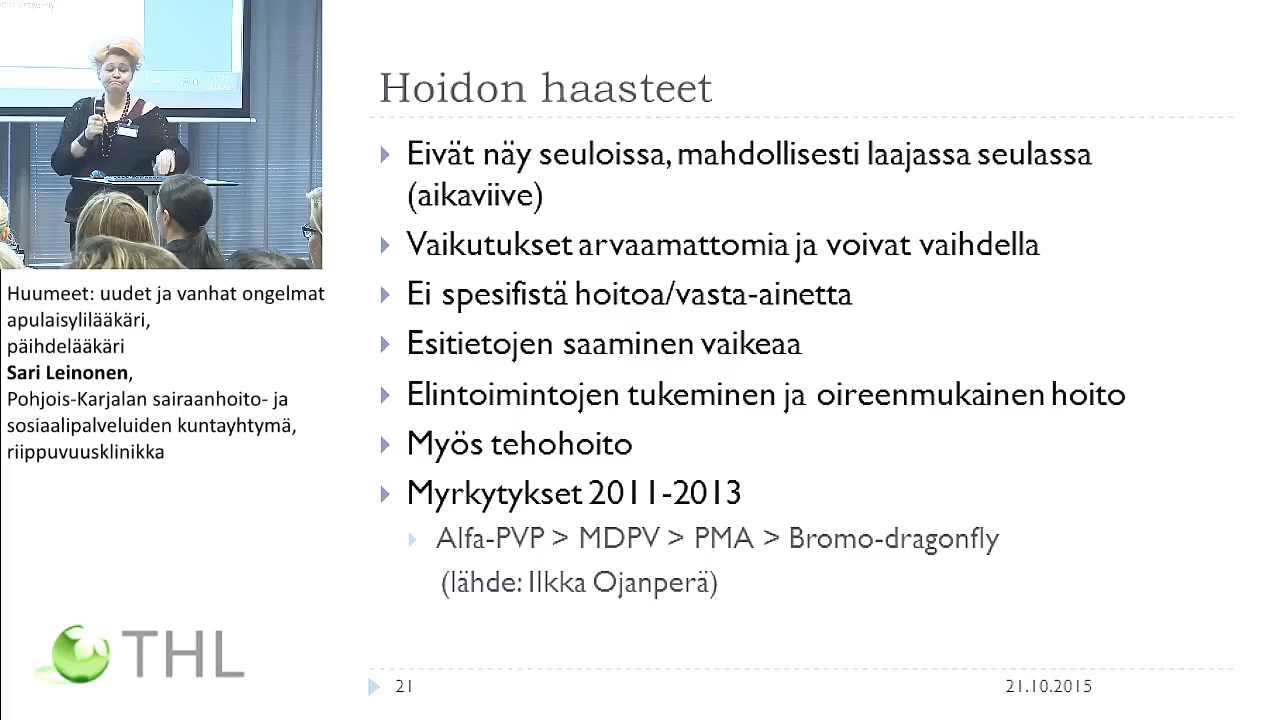 Hoidon haasteet
Eivät näy seuloissa, mahdollisesti laajassa seulassa
(aikaviive)
Vaikutukset arvaamattomia ja voivat vaihdella
Ei spesifistä hoitoa/vasta-ainetta
Esitietojen saaminen vaikeaa
Elintoimintojen tukeminen ja oireenmukainen hoito
Myös tehohoito
Myrkytykset 2011-2013
Alfa-PVP > MDPV > PMA > Bromo-dragonfly
(lähde: Ilkka Ojanperä)
21
21.10.2015
Huumeet: uudet ja vanhat ongelmat
apulaisylilääkäri,
päihdelääkäri
Sari Leinonen,
Pohjois-Karjalan sairaanhoito- ja
sosiaalipalveluiden kuntayhtymä,
riippuvuusklinikka
THL